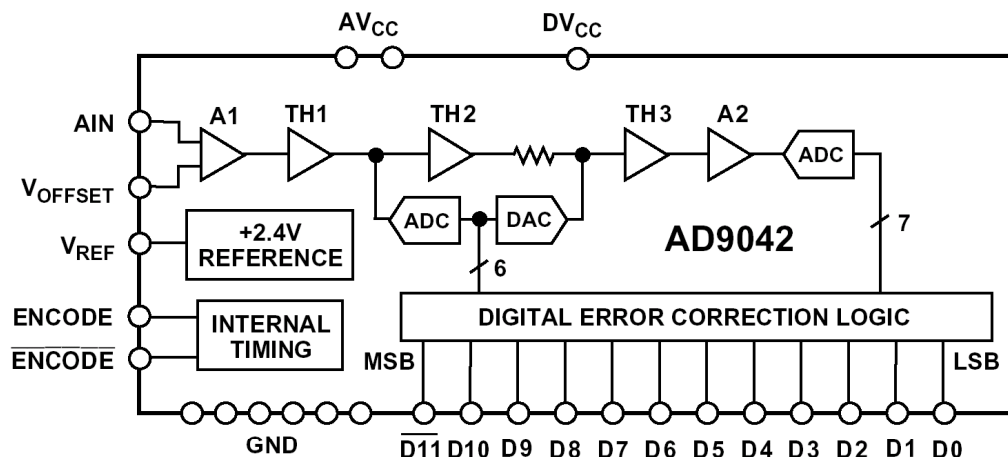 AVCC
DVCC
AIN
A1
TH1
TH2
TH3
A2
ADC
VOFFSET
ADC
DAC
VREF
+2.4V
REFERENCE
AD9042
7
6
ENCODE
ENCODE
INTERNAL
TIMING
DIGITAL ERROR CORRECTION LOGIC
MSB
LSB
GND
D11 D10 D9 D8 D7 D6 D5 D4 D3 D2 D1 D0